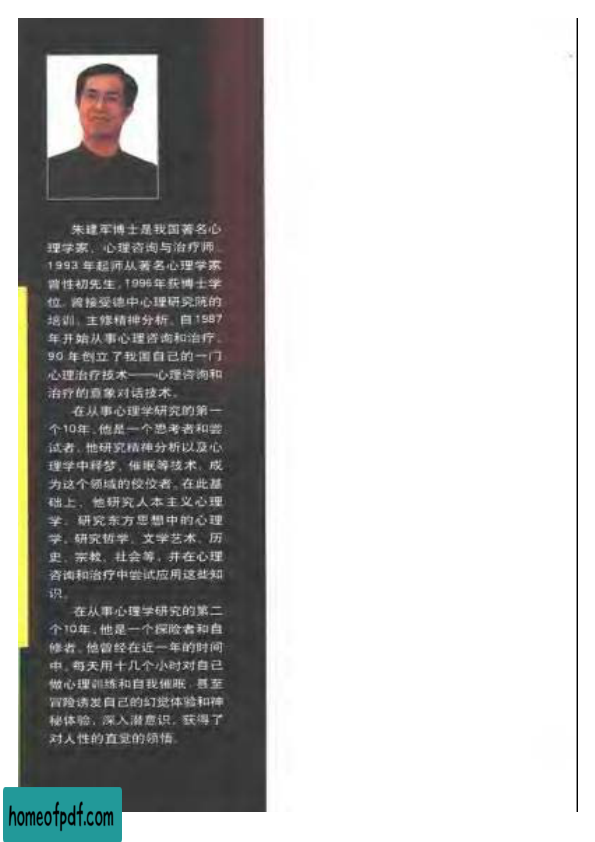 朱建军博士是我国著名心
理学家、心理咨询与治疗师。
1993 年起师从著名心理学家
曾性初先生，1996年获博士学
位。曾接受德中心理研究院的
培训，主修精神分析。自1987
年开始从事心理咨询和治疗，
90 年创立了我国自己的一门
心理治疗技术——心理咨询和
治疗的意象对话技术。
在从事心理学研究的第一
个10年，他是一个思考者和尝
试者，他研究精神分析以及心
理学中释梦、催眠等技术，成
为这个领域的佼佼者。在此基
础上，他研究人本主义心理
学，研究东方思想中的心理
学，研究哲学、文学艺术、历
史、宗教、社会等，并在心理
咨询和治疗中尝试应用这些知
识。
在从事心理学研究的第二
个10年，他是一个探险者和自
修者。他曾经在近一年的时间
中，每天用十几个小时对自己
做心理训练和自我催眠，甚至
冒险诱发自己的幻觉体验和神
秘体验，深入潜意识，获得了
对人性的直觉的领悟。
homeofpdf.com